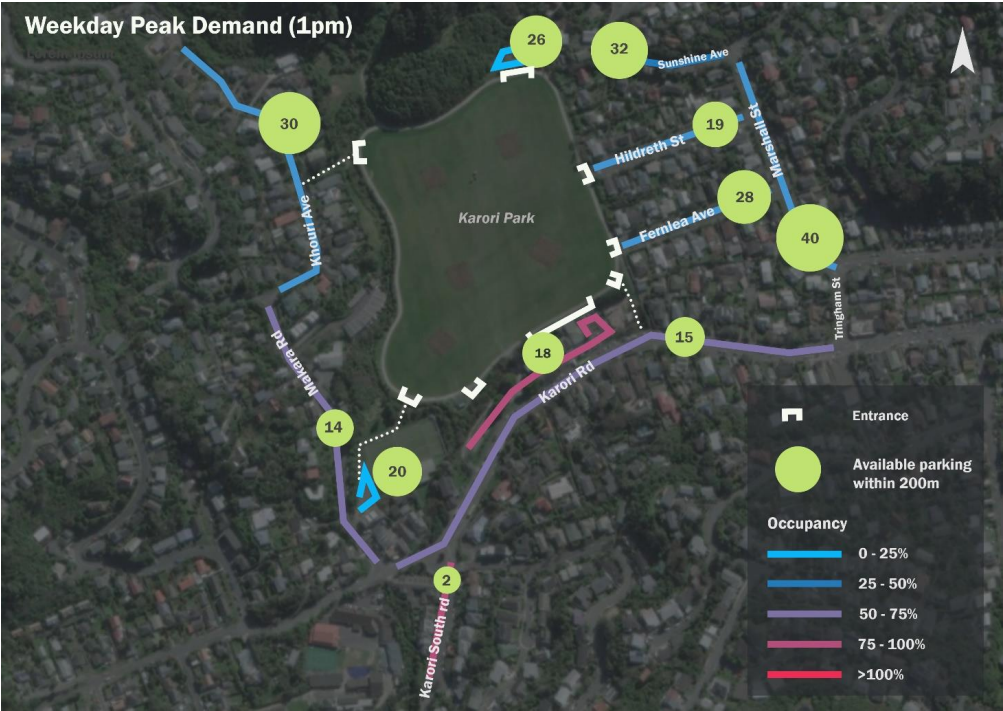 Weekday Peak Demand (1pm)
26
32
Sunshine Ave
30
19
Hildreth St
Marshall St
28
Fernlea Ave
Karori Park
Khouri Ave
40
Tringham St
15
18
Karori Rd
Makara Rd
14
20
2
Karori South rd
Entrance
Available parking
within 200m
Occupancy
0 - 25%
25 - 50%
50 - 75%
75 - 100%
>100%